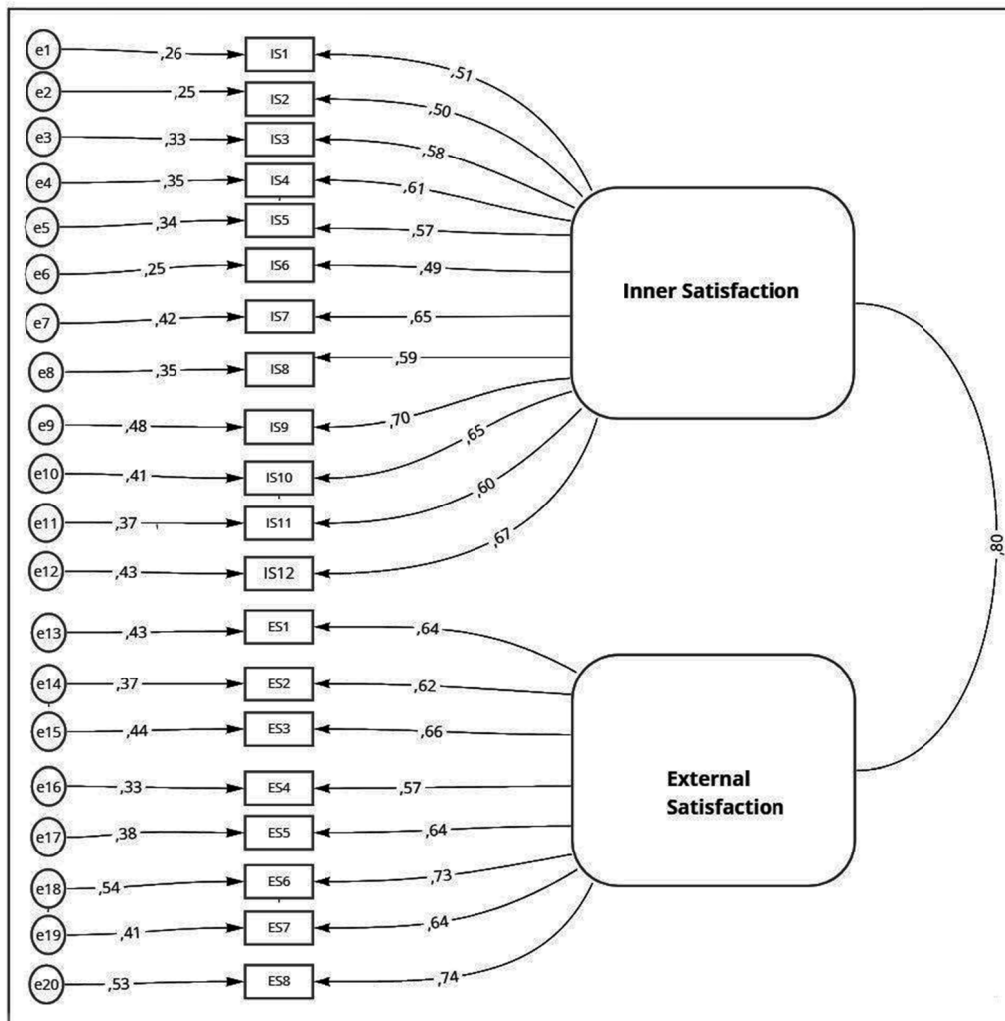 e1 ,26 IS1 ,51
e2 ,25 IS2 ,50
e3 ,33 IS3 ,58
e4 ,35 IS4 ,61
e5 ,34 IS5 ,57
e6 ,25 IS6 ,49
e7 ,42 IS7 ,65
e8 ,35 IS8 ,59
e9 ,48 IS9 ,70
e10 ,41 IS10 ,65
e11 ,37 IS11 ,60
e12 ,43 IS12 ,67
Inner Satisfaction
,80
e13 ,43 ES1 ,64
e14 ,37 ES2 ,62
e15 ,44 ES3 ,66
e16 ,33 ES4 ,57
e17 ,38 ES5 ,64
e18 ,54 ES6 ,73
e19 ,41 ES7 ,64
e20 ,53 ES8 ,74
External
Satisfaction